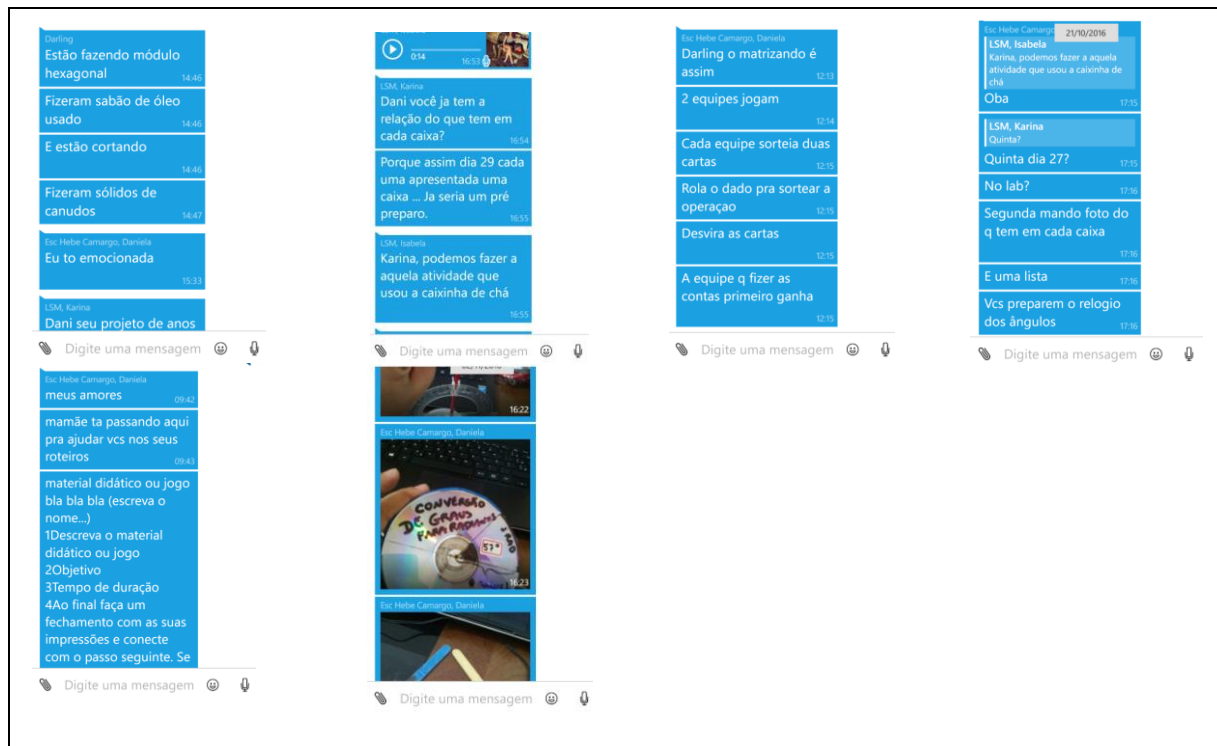 Darling
Estão fazendo módulo
hexagonal
14:46
Fizeram sabão de óleo
usado
14:46
E estão cortando
14:46
Fizeram sólidos de
canudos
14:47
Esc Hebe Camargo, Daniela
Eu to emocionada
15:33
LSM, Karina
Dani seu projeto de anos
Digite uma mensagem
0:14
16:53
LSM, Karina
Dani você ja tem a
relação do que tem em
cada caixa?
16:54
Porque assim dia 29 cada
uma apresentada uma
caixa ... Ja seria um pré
preparo.
16:55
LSM, Isabela
Karina, podemos fazer a
aquela atividade que
usou a caixinha de chá
16:55
Digite uma mensagem
Esc Hebe Camargo, Daniela
Darling o matrizando é
assim
12:13
2 equipes jogam
12:14
Cada equipe sorteia duas
cartas
12:15
Rola o dado pra sortear a
operaçao
12:15
Desvira as cartas
12:15
A equipe q fizer as
contas primeiro ganha
12:15
Digite uma mensagem
Esc Hebe Camargo
21/10/2016
LSM, Isabela
Karina, podemos fazer a aquela
atividade que usou a caixinha de
chá
Oba
17:15
LSM, Karina
Quinta?
Quinta dia 27?
17:15
No lab?
17:16
Segunda mando foto do
q tem em cada caixa
17:16
E uma lista
17:16
Vcs preparem o relogio
dos ângulos
17:16
Digite uma mensagem
Esc Hebe Camargo, Daniela
meus amores
09:42
mamãe ta passando aqui
pra ajudar vcs nos seus
roteiros
09:43
material didático ou jogo
bla bla bla (escreva o
nome...)
1Descreva o material
didático ou jogo
2Objetivo
3Tempo de duração
4Ao final faça um
fechamento com as suas
impressões e conecte
com o passo seguinte. Se
Digite uma mensagem
16:22
Esc Hebe Camargo, Daniela
CONVERSÃO
DE GRAUS
PARA RADIANOS
1 RAD
57°
16:23
Esc Hebe Camargo, Daniela
Digite uma mensagem